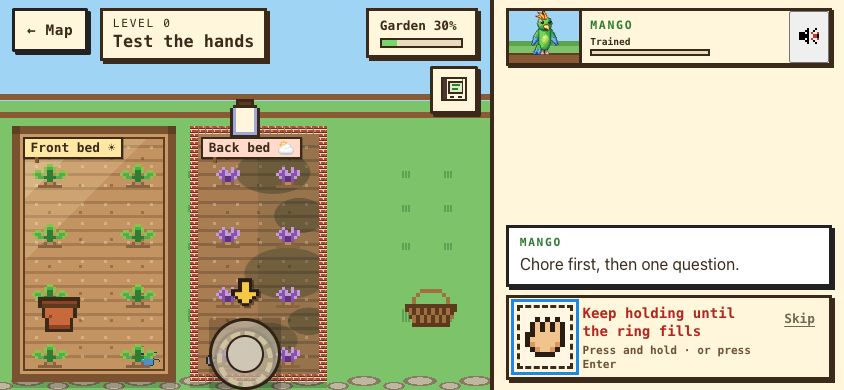 ← Map
LEVEL 0
Test the hands
Garden 30%
Front bed ☀
Back bed ⛅
MANGO
Trained
MANGO
Chore first, then one question.
Keep holding until
the ring fills
Skip
Press and hold · or press
Enter